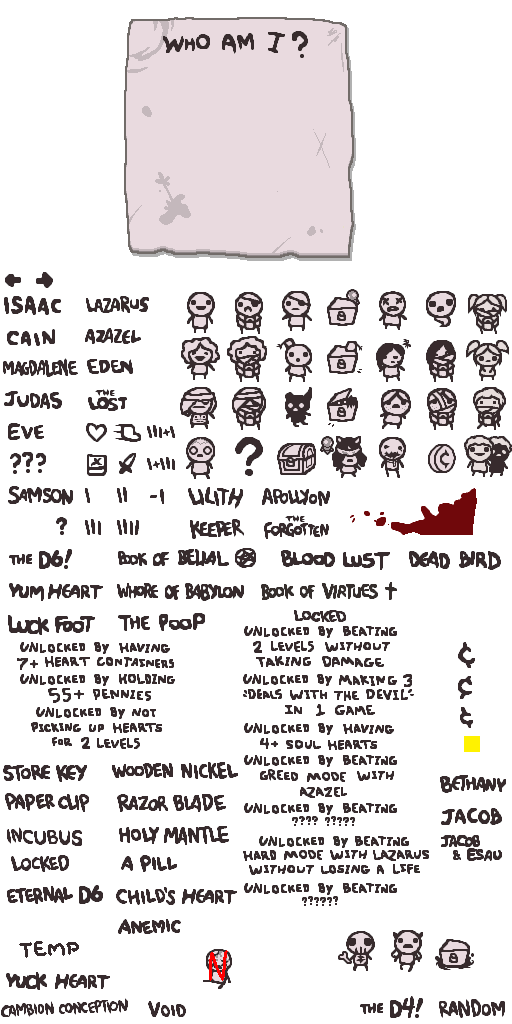 WHO AM I?
ISAAC LAZARUS
CAIN AZAZEL
MAGDALENE EDEN
JUDAS THE LOST
EVE III+I
??? I+III
?
SAMSON I II -I LILITH APOLLYON
? III IIII KEEPER THE FORGOTTEN
THE D6! BOOK OF BELIAL BLOOD LUST DEAD BIRD
YUM HEART WHORE OF BABYLON BOOK OF VIRTUES †
LUCK FOOT THE POOP
UNLOCKED BY HAVING
7+ HEART CONTAINERS
UNLOCKED BY HOLDING
55+ PENNIES
UNLOCKED BY NOT
PICKING UP HEARTS
FOR 2 LEVELS
LOCKED
UNLOCKED BY BEATING
2 LEVELS WITHOUT
TAKING DAMAGE
UNLOCKED BY MAKING 3
"DEALS WITH THE DEVIL"
IN 1 GAME
UNLOCKED BY HAVING
4+ SOUL HEARTS
UNLOCKED BY BEATING
GREED MODE WITH
AZAZEL
UNLOCKED BY BEATING
???? ?????
UNLOCKED BY BEATING
HARD MODE WITH LAZARUS
WITHOUT LOSING A LIFE
UNLOCKED BY BEATING
??????
¢
¢
¢
STORE KEY WOODEN NICKEL
PAPER CLIP RAZOR BLADE
INCUBUS HOLY MANTLE
LOCKED A PILL
ETERNAL D6 CHILD'S HEART
ANEMIC
BETHANY
JACOB
JACOB
& ESAU
TEMP
YUCK HEART
N
CAMBION CONCEPTION VOID
THE D4! RANDOM